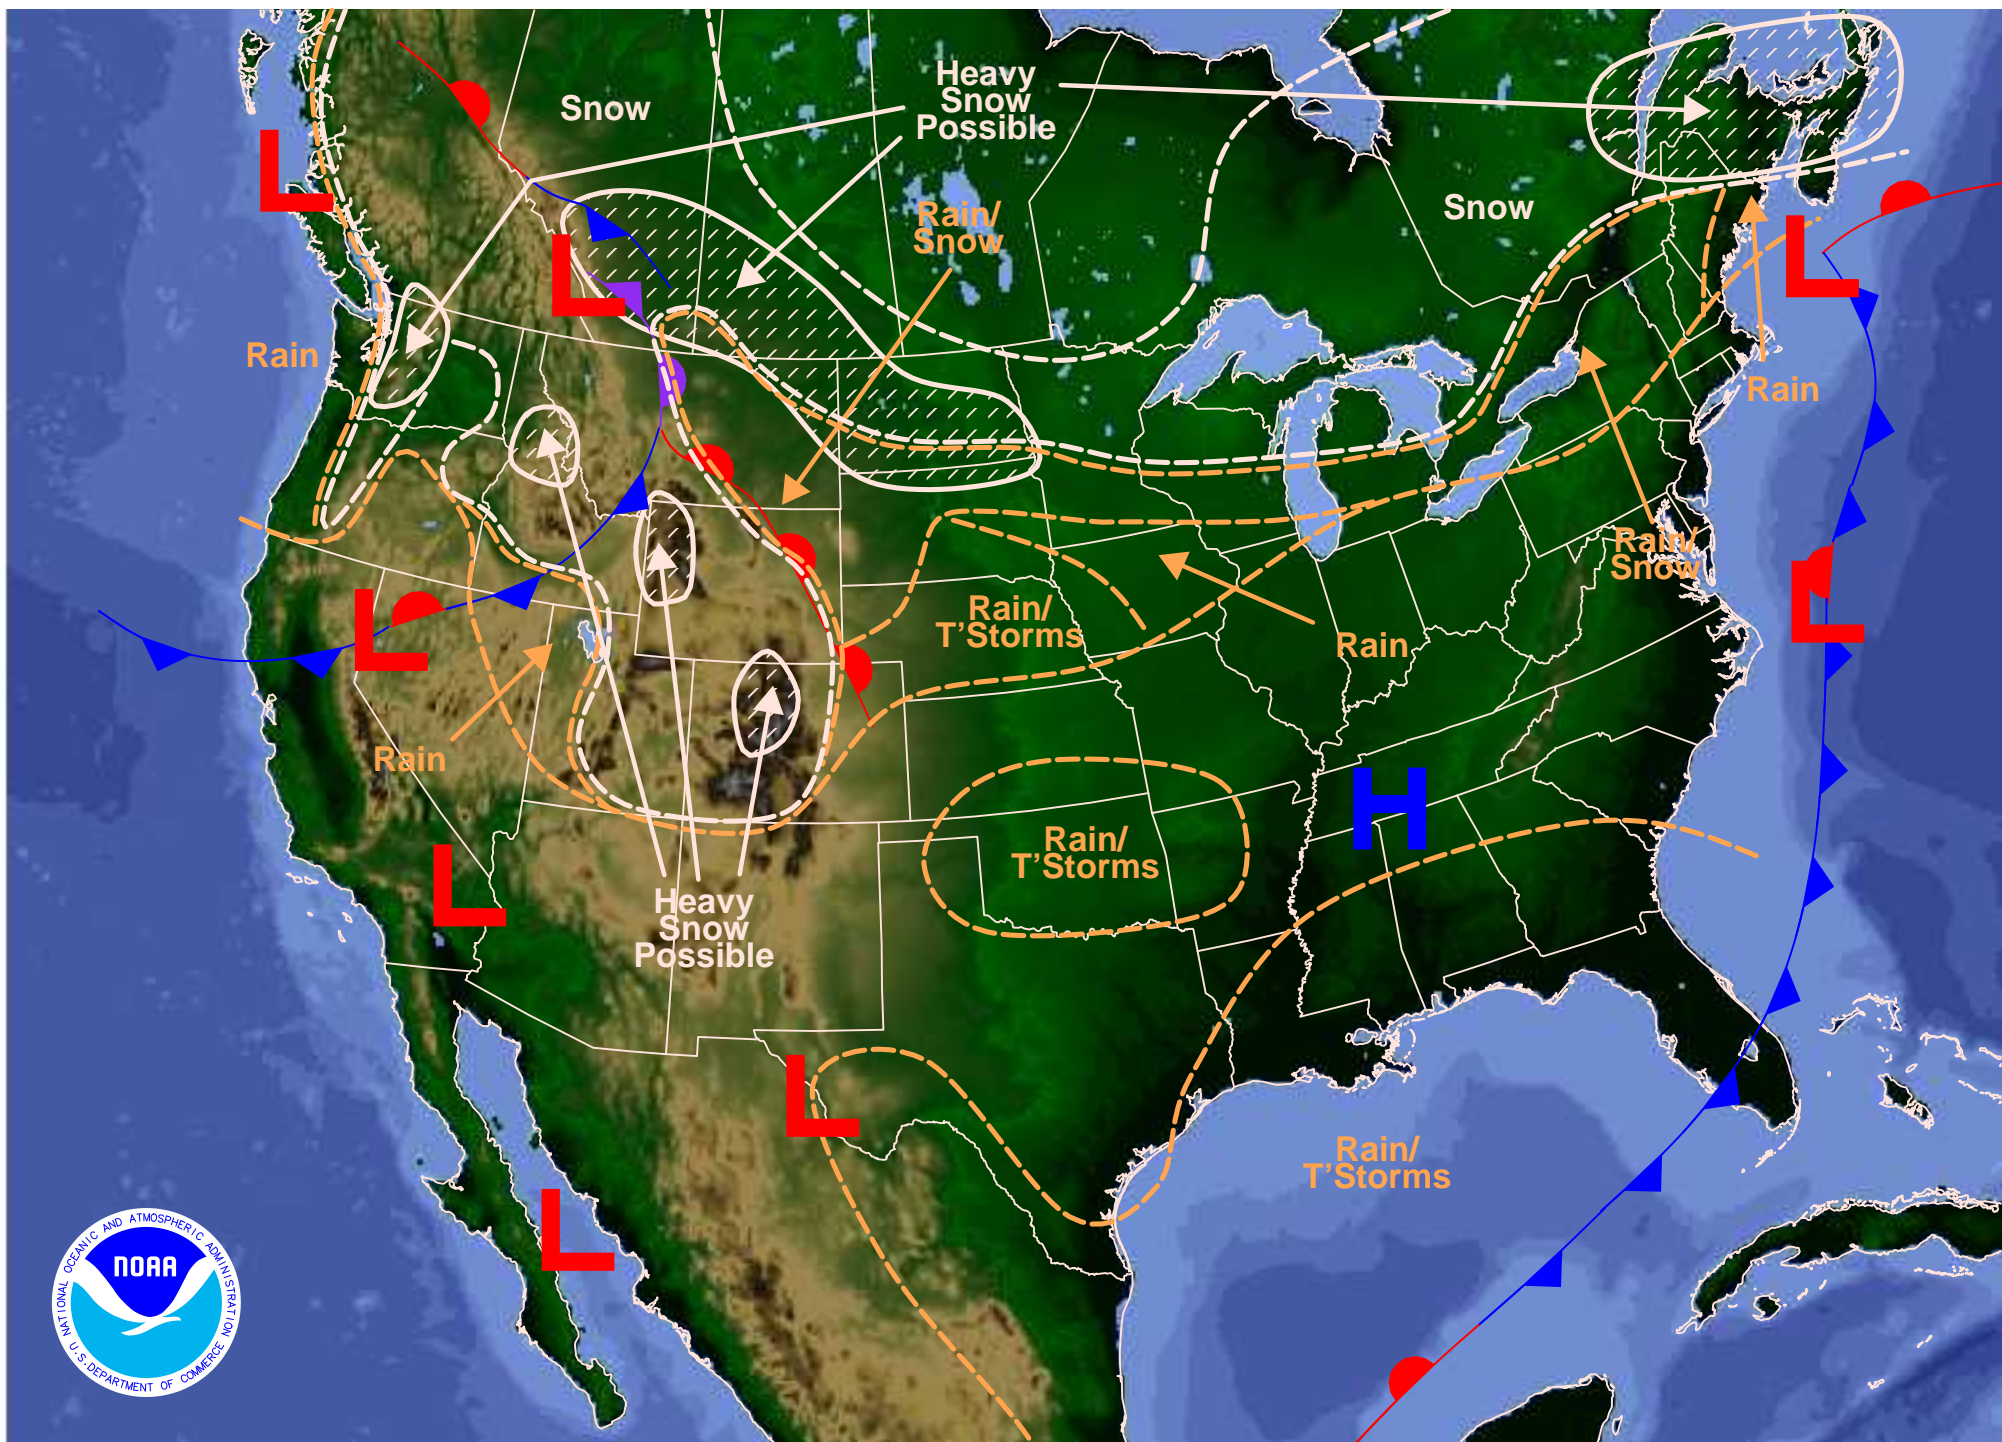 Heavy
Snow
Possible
Snow
L
Rain/
Snow
Snow
L
L
Rain
Rain
Rain/
Snow
L
L
Rain/
T'Storms
Rain
Rain
H
Rain/
T'Storms
L
Heavy
Snow
Possible
L
Rain/
T'Storms
L
NATIONAL OCEANIC AND ATMOSPHERIC ADMINISTRATION
NOAA
U.S. DEPARTMENT OF COMMERCE